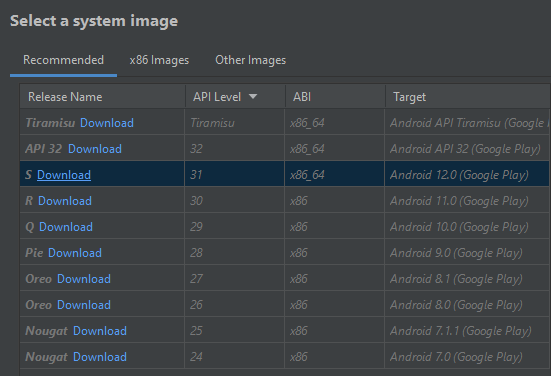 Select a system image
Recommended x86 Images Other Images
Release Name API Level ABI Target
Tiramisu Download Tiramisu x86_64 Android API Tiramisu (Google
API 32 Download 32 x86_64 Android API 32 (Google Play)
S Download 31 x86_64 Android 12.0 (Google Play)
R Download 30 x86 Android 11.0 (Google Play)
Q Download 29 x86 Android 10.0 (Google Play)
Pie Download 28 x86 Android 9.0 (Google Play)
Oreo Download 27 x86 Android 8.1 (Google Play)
Oreo Download 26 x86 Android 8.0 (Google Play)
Nougat Download 25 x86 Android 7.1.1 (Google Play)
Nougat Download 24 x86 Android 7.0 (Google Play)